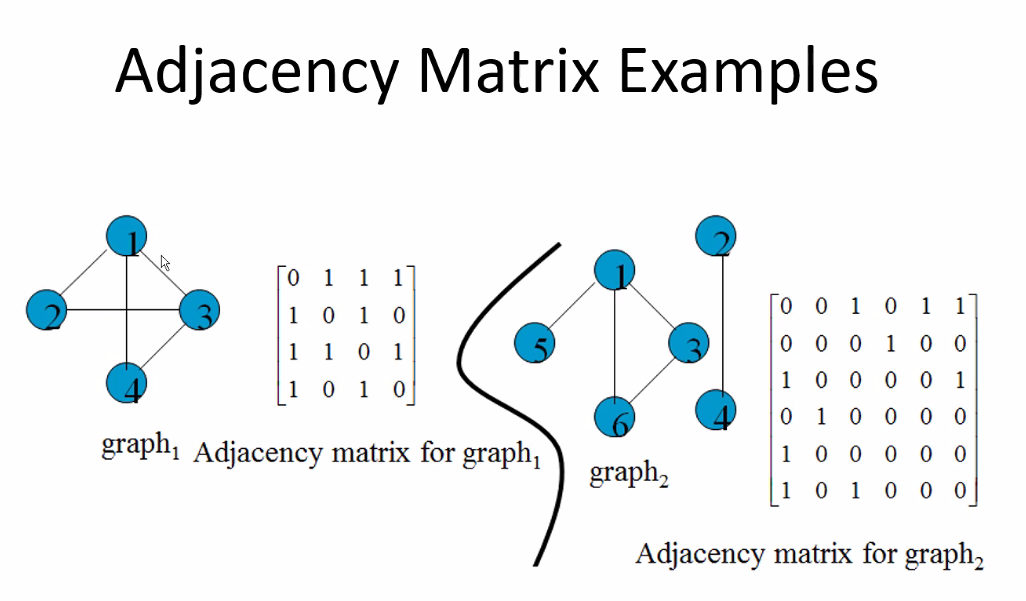 Adjacency Matrix Examples
1
2
3
4
graph₁
0 1 1 1
1 0 1 0
1 1 0 1
1 0 1 0
Adjacency matrix for graph₁
2
1
5
3
6
4
graph₂
0 0 1 0 1 1
0 0 0 1 0 0
1 0 0 0 0 1
0 1 0 0 0 0
1 0 0 0 0 0
1 0 1 0 0 0
Adjacency matrix for graph₂